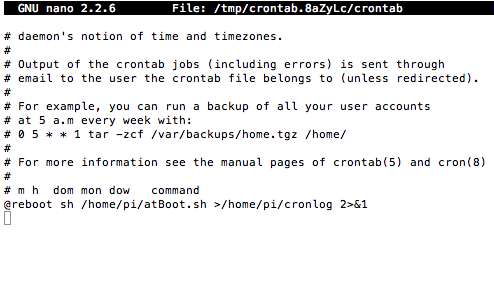 GNU nano 2.2.6 File: /tmp/crontab.8aZyLc/crontab
# daemon's notion of time and timezones.
#
# Output of the crontab jobs (including errors) is sent through
# email to the user the crontab file belongs to (unless redirected).
#
# For example, you can run a backup of all your user accounts
# at 5 a.m every week with:
# 0 5 * * 1 tar -zcf /var/backups/home.tgz /home/
#
# For more information see the manual pages of crontab(5) and cron(8)
#
# m h  dom mon dow   command
@reboot sh /home/pi/atBoot.sh >/home/pi/cronlog 2>&1